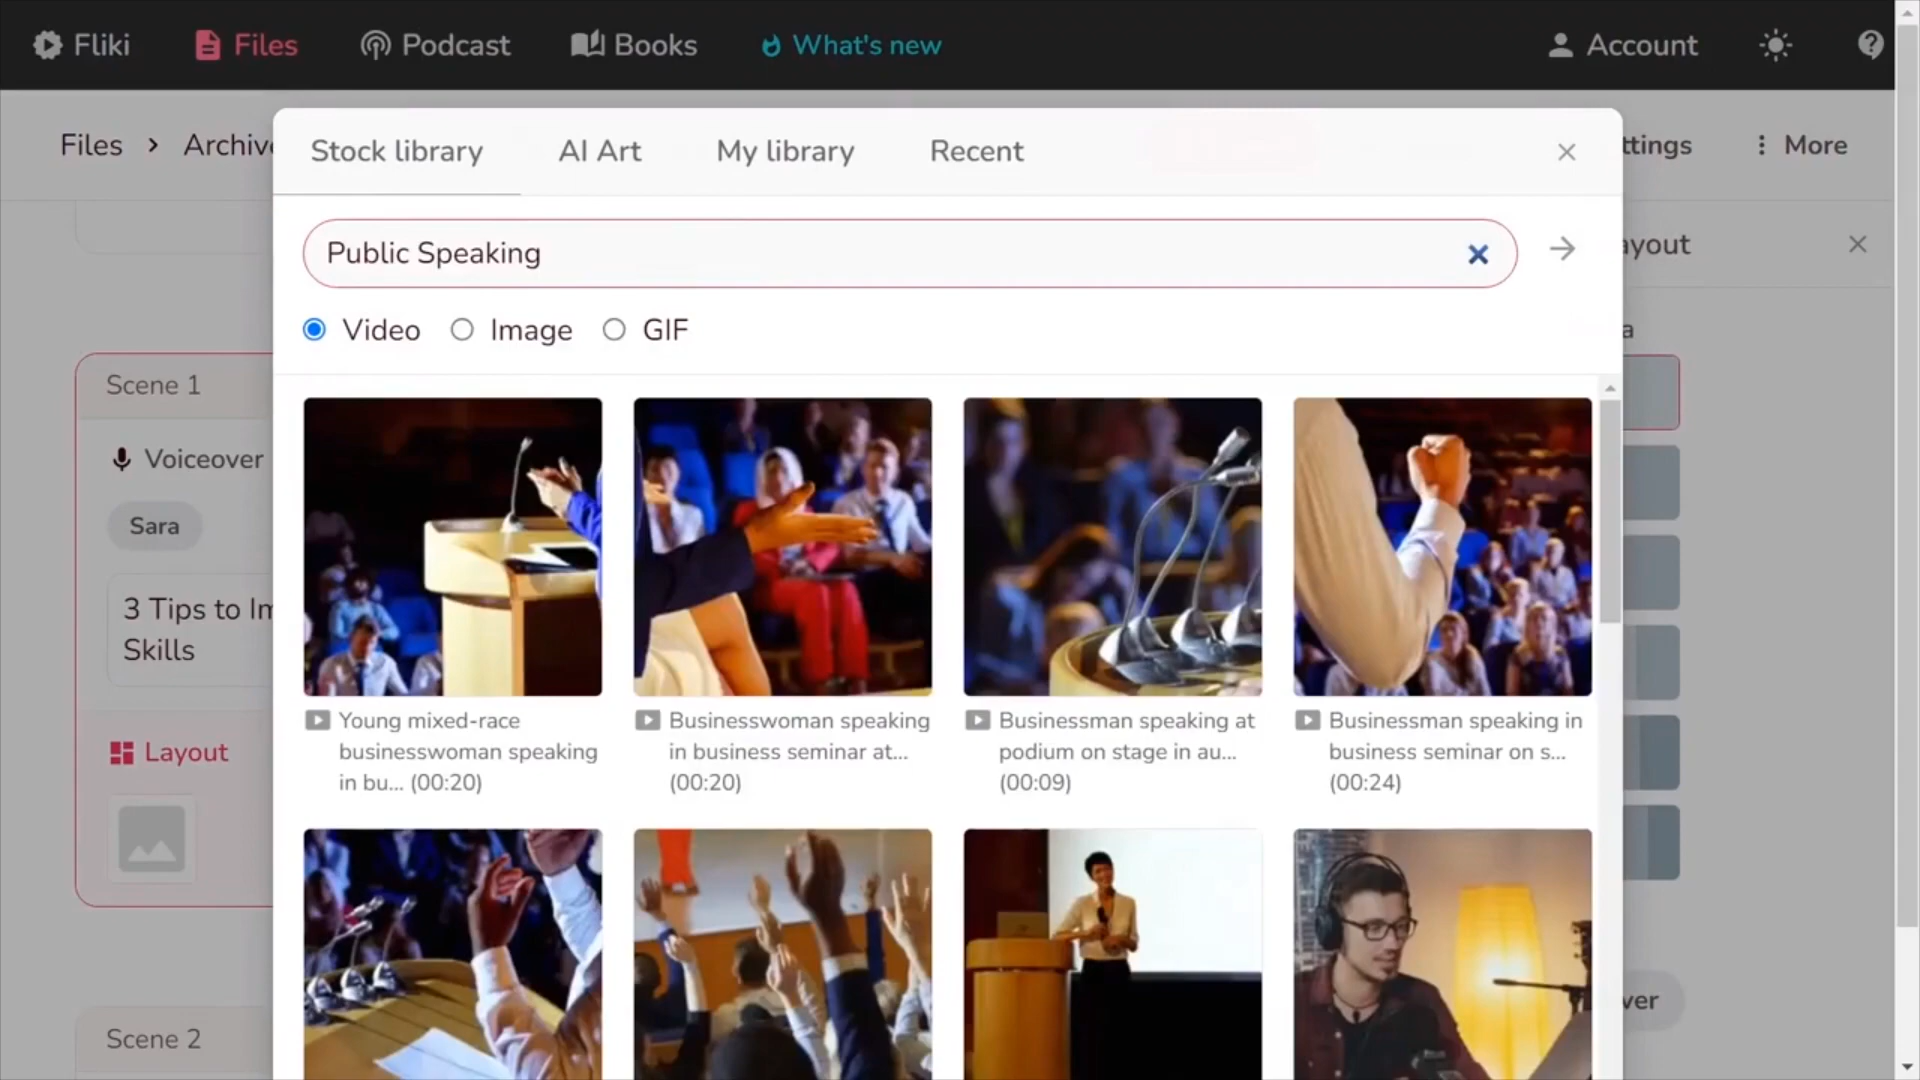 Fliki
Files
Podcast
Books
What's new
Account
Files
Archive
ttings
More
Stock library
AI Art
My library
Recent
Public Speaking
ayout
Video
Image
GIF
a
Scene 1
Voiceover
Sara
3 Tips to Im
Skills
Layout
Young mixed-race
businesswoman speaking
in bu... (00:20)
Businesswoman speaking
in business seminar at...
(00:20)
Businessman speaking at
podium on stage in au...
(00:09)
Businessman speaking in
business seminar on s...
(00:24)
ver
Scene 2